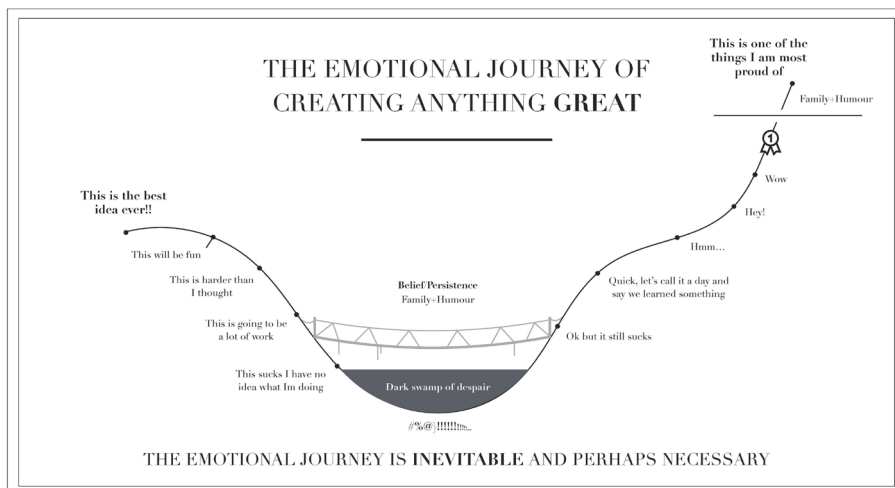 THE EMOTIONAL JOURNEY OF
CREATING ANYTHING GREAT
This is one of the
things I am most
proud of
Family+Humour
1
Wow
Hey!
Hmm...
Quick, let's call it a day and
say we learned something
Ok but it still sucks
This is the best
idea ever!!
This will be fun
This is harder than
I thought
This is going to be
a lot of work
This sucks I have no
idea what Im doing
Belief/Persistence
Family+Humour
Dark swamp of despair
THE EMOTIONAL JOURNEY IS INEVITABLE AND PERHAPS NECESSARY